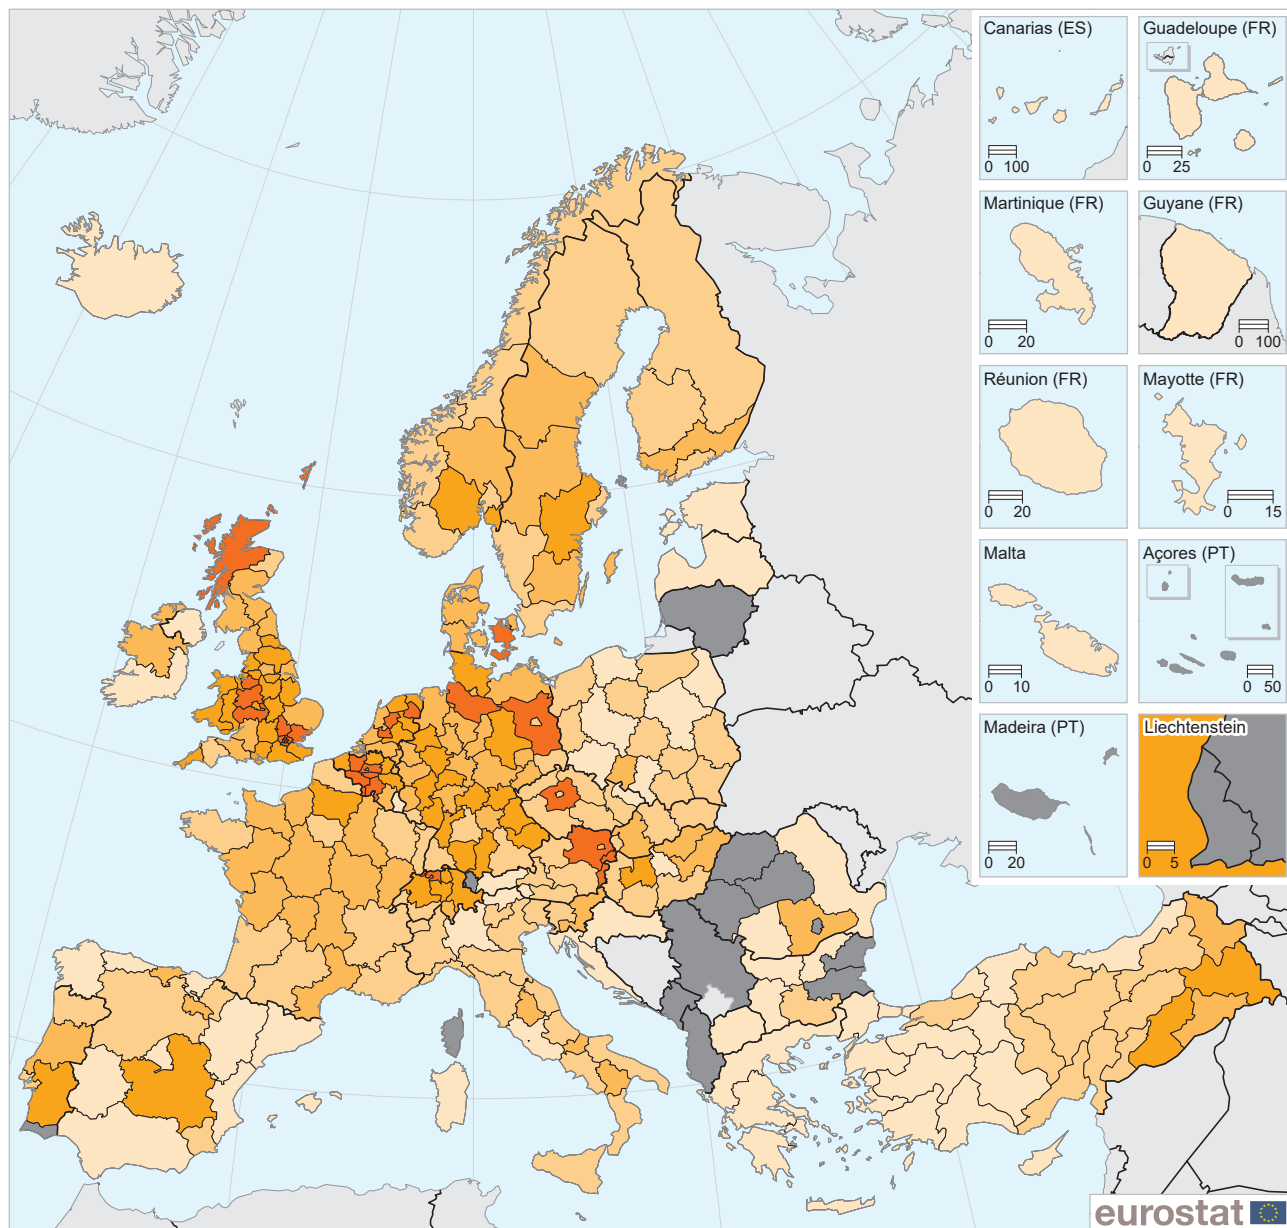 Canarias (ES)
0 100
Guadeloupe (FR)
0 25
Martinique (FR)
0 20
Guyane (FR)
0 100
Réunion (FR)
0 20
Mayotte (FR)
0 15
Malta
0 10
Açores (PT)
0 50
Madeira (PT)
0 20
Liechtenstein
0 5
eurostat